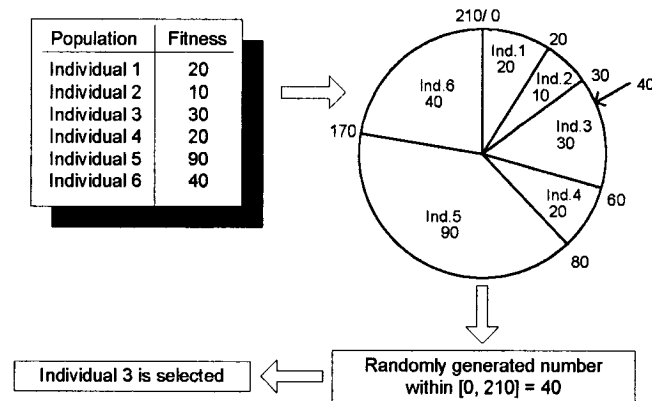 Population Fitness
Individual 1 20
Individual 2 10
Individual 3 30
Individual 4 20
Individual 5 90
Individual 6 40
210/ 0
20
30
40
60
80
170
Ind.1
20
Ind.2
10
Ind.3
30
Ind.4
20
Ind.5
90
Ind.6
40
Individual 3 is selected
Randomly generated number
within [0, 210] = 40